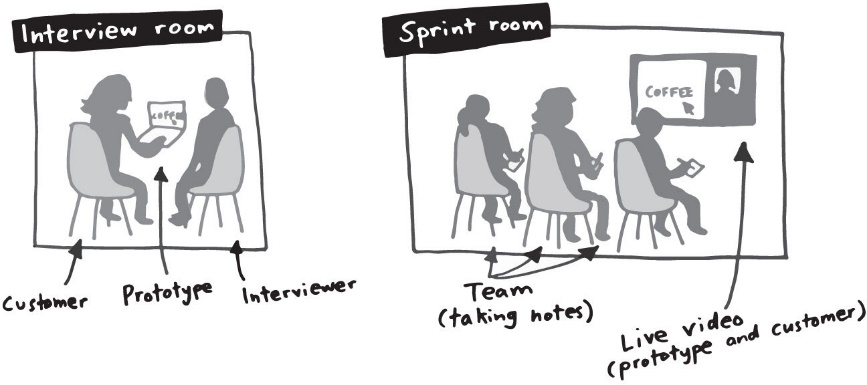 Interview room
COFFEE
Customer
Prototype
Interviewer
Sprint room
COFFEE
Team
(taking notes)
Live video
(prototype and customer)